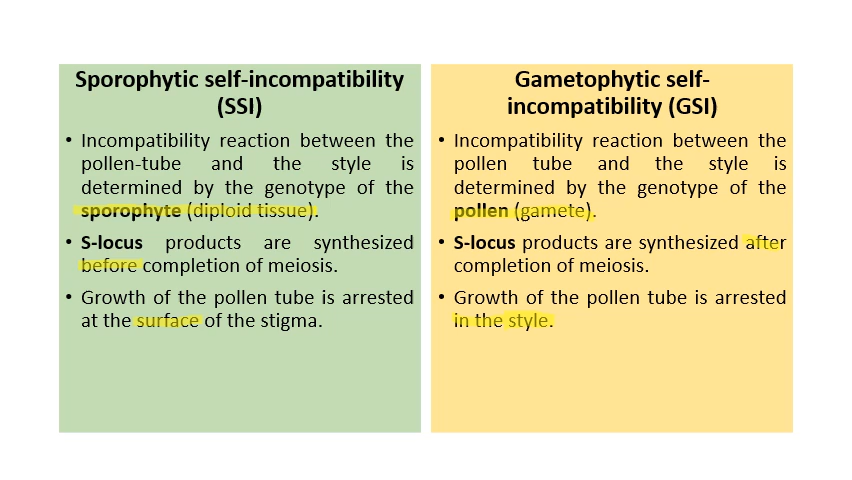 Sporophytic self-incompatibility
(SSI)
• Incompatibility reaction between the
pollen-tube and the style is
determined by the genotype of the
sporophyte (diploid tissue).
• S-locus products are synthesized
before completion of meiosis.
• Growth of the pollen tube is arrested
at the surface of the stigma.
Gametophytic self-
incompatibility (GSI)
• Incompatibility reaction between the
pollen tube and the style is
determined by the genotype of the
pollen (gamete).
• S-locus products are synthesized after
completion of meiosis.
• Growth of the pollen tube is arrested
in the style.